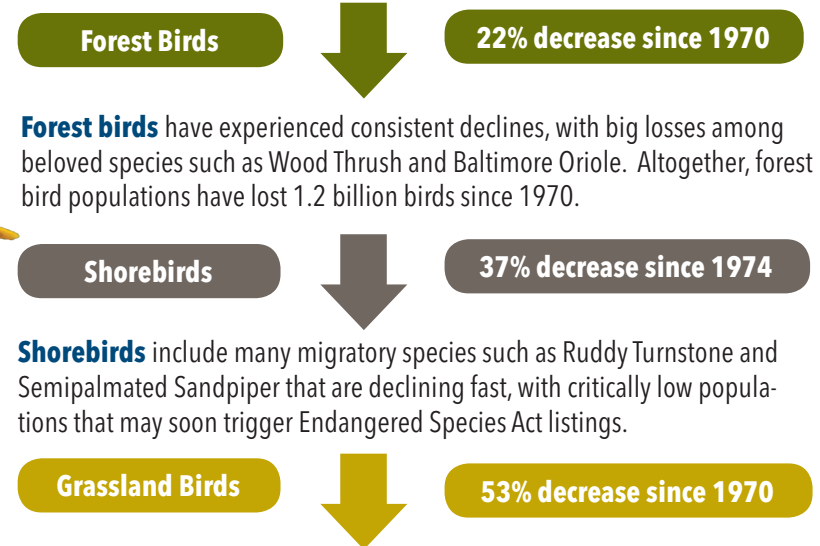 Forest Birds
22% decrease since 1970
Forest birds have experienced consistent declines, with big losses among
beloved species such as Wood Thrush and Baltimore Oriole. Altogether, forest
bird populations have lost 1.2 billion birds since 1970.
Shorebirds
37% decrease since 1974
Shorebirds include many migratory species such as Ruddy Turnstone and
Semipalmated Sandpiper that are declining fast, with critically low popula-
tions that may soon trigger Endangered Species Act listings.
Grassland Birds
53% decrease since 1970